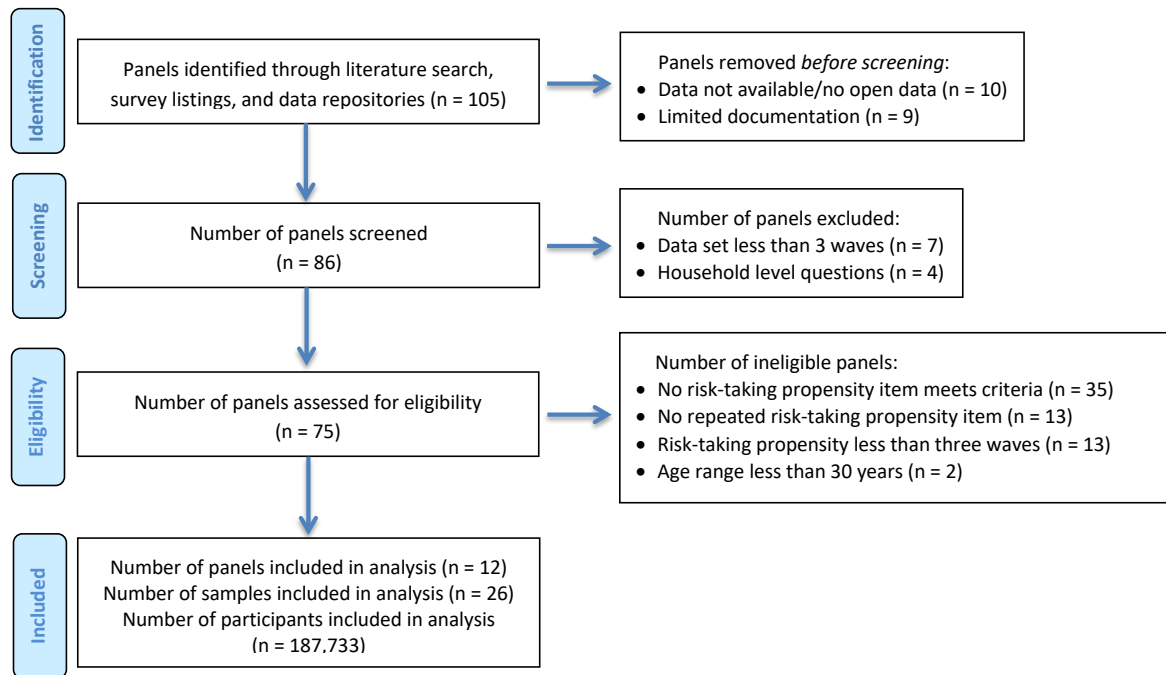 Identification
Panels identified through literature search,
survey listings, and data repositories (n = 105)
Panels removed before screening:
• Data not available/no open data (n = 10)
• Limited documentation (n = 9)
Screening
Number of panels screened
(n = 86)
Number of panels excluded:
• Data set less than 3 waves (n = 7)
• Household level questions (n = 4)
Eligibility
Number of panels assessed for eligibility
(n = 75)
Number of ineligible panels:
• No risk-taking propensity item meets criteria (n = 35)
• No repeated risk-taking propensity item (n = 13)
• Risk-taking propensity less than three waves (n = 13)
• Age range less than 30 years (n = 2)
Included
Number of panels included in analysis (n = 12)
Number of samples included in analysis (n = 26)
Number of participants included in analysis
(n = 187,733)